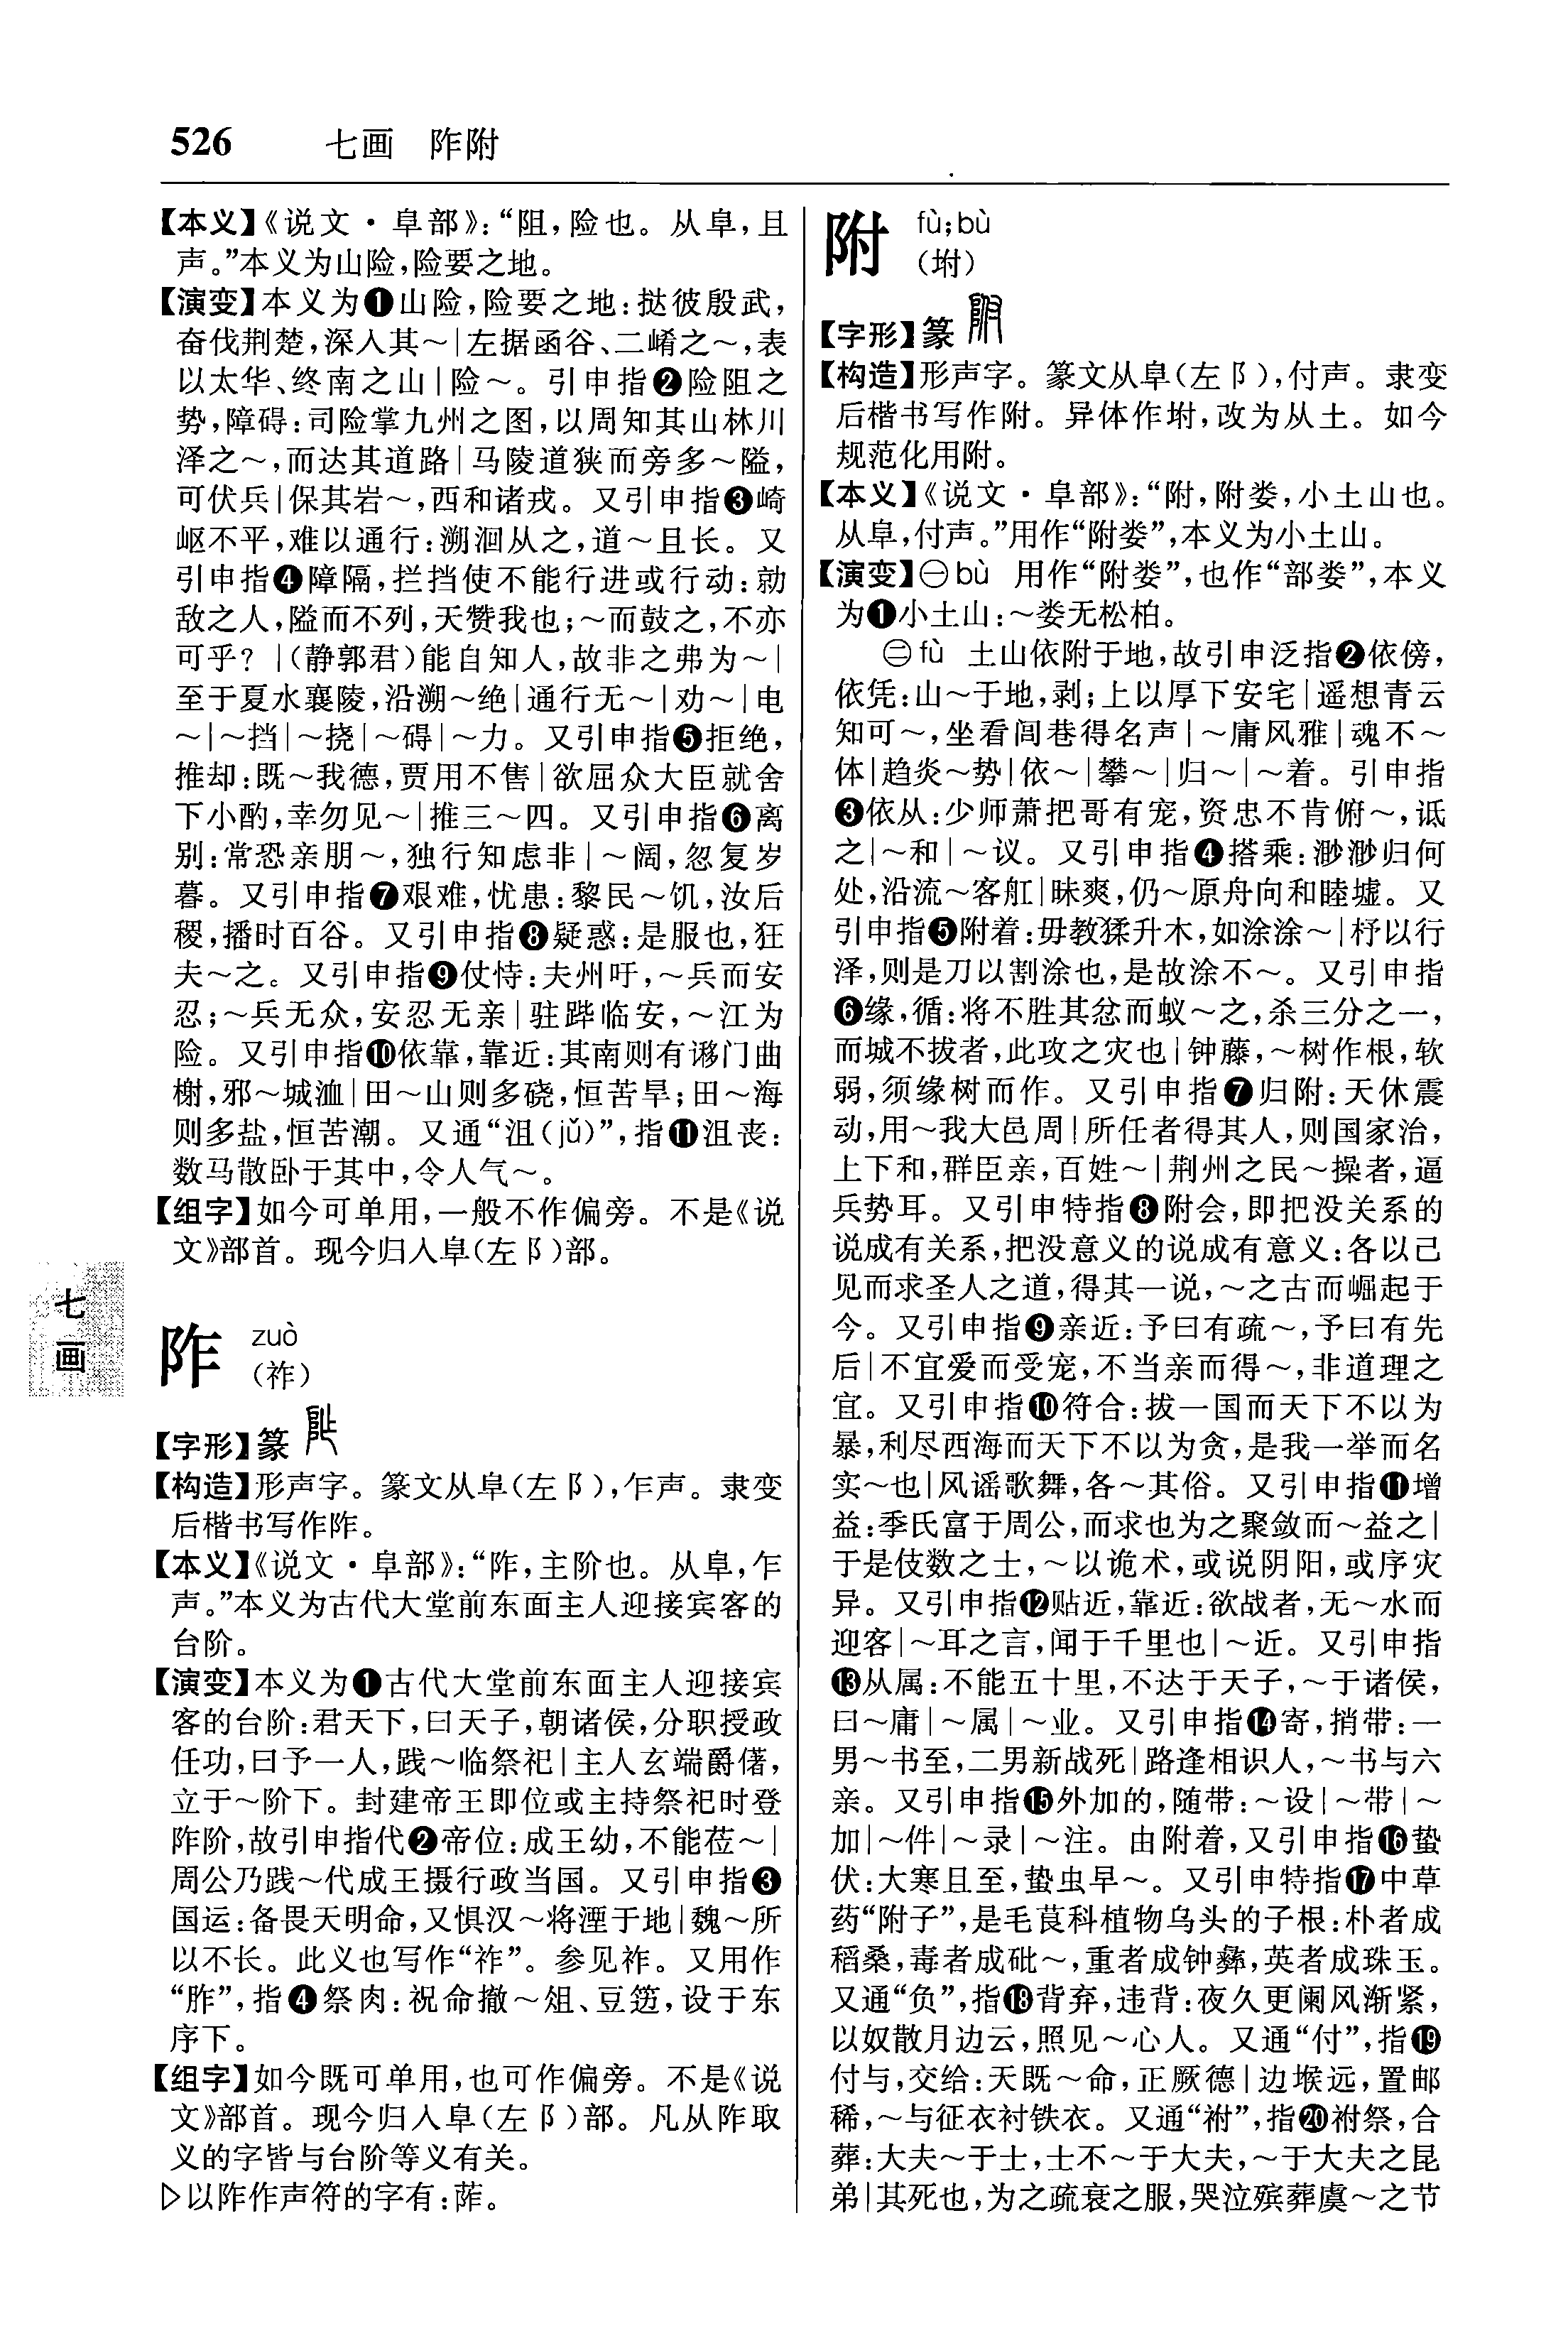 526 七画 阼附
【本义】《说文·阜部》：“阻，险也。从阜，且
声。”本义为山险，险要之地。
【演变】本义为❶山险，险要之地：挞彼殷武，
奋伐荆楚，深入其～|左据函谷、二崤之～，表
以太华、终南之山|险～。引申指❷险阻之
势，障碍：司险掌九州之图，以周知其山林川
泽之～，而达其道路|马陵道狭而旁多～隘，
可伏兵|保其岩～，西和诸戎。又引申指❸崎
岖不平，难以通行：溯洄从之，道～且长。又
引申指❹障隔，拦挡使不能行进或行动：勍
敌之人，隘而不列，天赞我也；～而鼓之，不亦
可乎？|（静郭君）能自知人，故非之弗为～|
至于夏水襄陵，沿溯～绝|通行无～|劝～|电
～|～挡|～挠|～碍|～力。又引申指❺拒绝，
推却：既～我德，贾用不售|欲屈众大臣就舍
下小酌，幸勿见～|推三～四。又引申指❻离
别：常恐亲朋～，独行知虑非|～阔，忽复岁
暮。又引申指❼艰难，忧患：黎民～饥，汝后
稷，播时百谷。又引申指❽疑惑：是服也，狂
夫～之。又引申指❾仗恃：夫州吁，～兵而安
忍；～兵无众，安忍无亲|驻跸临安，～江为
险。又引申指❿依靠，靠近：其南则有谬门曲
榭，邪～城洫|田～山则多硗，恒苦旱；田～海
则多盐，恒苦潮。又通“沮（jǔ）”，指⓫沮丧：
数马散卧于其中，令人气～。
【组字】如今可单用，一般不作偏旁。不是《说
文》部首。现今归入阜（左阝）部。
七
画
阼 zuò
（祚）
【字形】篆
【构造】形声字。篆文从阜（左阝），乍声。隶变
后楷书写作阼。
【本义】《说文·阜部》：“阼，主阶也。从阜，乍
声。”本义为古代大堂前东面主人迎接宾客的
台阶。
【演变】本义为❶古代大堂前东面主人迎接宾
客的台阶：君天下，曰天子，朝诸侯，分职授政
任功，曰予一人，践～临祭祀|主人玄端爵韐，
立于～阶下。封建帝王即位或主持祭祀时登
阼阶，故引申指代❷帝位：成王幼，不能莅～|
周公乃践～代成王摄行政当国。又引申指❸
国运：备畏天明命，又惧汉～将湮于地|魏～所
以不长。此义也写作“祚”。参见祚。又用作
“胙”，指❹祭肉：祝命撤～俎、豆笾，设于东
序下。
【组字】如今既可单用，也可作偏旁。不是《说
文》部首。现今归入阜（左阝）部。凡从阼取
义的字皆与台阶等义有关。
▷以阼作声符的字有：葄。
附 fù；bù
（坿）
【字形】篆
【构造】形声字。篆文从阜（左阝），付声。隶变
后楷书写作附。异体作坿，改为从土。如今
规范化用附。
【本义】《说文·阜部》：“附，附娄，小土山也。
从阜，付声。”用作“附娄”，本义为小土山。
【演变】㊀bù 用作“附娄”，也作“部娄”，本义
为❶小土山：～娄无松柏。
㊁fù 土山依附于地，故引申泛指❷依傍，
依凭：山～于地，剥；上以厚下安宅|遥想青云
知可～，坐看闾巷得名声|～庸风雅|魂不～
体|趋炎～势|依～|攀～|归～|～着。引申指
❸依从：少师萧把哥有宠，资忠不肯俯～，诋
之|～和|～议。又引申指❹搭乘：渺渺归何
处，沿流～客舡|昧爽，仍～原舟向和睦墟。又
引申指❺附着：毋教猱升木，如涂涂～|杼以行
泽，则是刀以割涂也，是故涂不～。又引申指
❻缘，循：将不胜其忿而蚁～之，杀三分之一，
而城不拔者，此攻之灾也|钟藤，～树作根，软
弱，须缘树而作。又引申指❼归附：天休震
动，用～我大邑周|所任者得其人，则国家治，
上下和，群臣亲，百姓～|荆州之民～操者，逼
兵势耳。又引申特指❽附会，即把没关系的
说成有关系，把没意义的说成有意义：各以己
见而求圣人之道，得其一说，～之古而崛起于
今。又引申指❾亲近：予曰有疏～，予曰有先
后|不宜爱而受宠，不当亲而得～，非道理之
宜。又引申指❿符合：拔一国而天下不以为
暴，利尽西海而天下不以为贪，是我一举而名
实～也|风谣歌舞，各～其俗。又引申指⓫增
益：季氏富于周公，而求也为之聚敛而～益之|
于是伎数之士，～以诡术，或说阴阳，或序灾
异。又引申指⓬贴近，靠近：欲战者，无～水而
迎客|～耳之言，闻于千里也|～近。又引申指
⓭从属：不能五十里，不达于天子，～于诸侯，
曰～庸|～属|～业。又引申指⓮寄，捎带：一
男～书至，二男新战死|路逢相识人，～书与六
亲。又引申指⓯外加的，随带：～设|～带|～
加|～件|～录|～注。由附着，又引申指⓰蛰
伏：大寒且至，蛰虫早～。又引申特指⓱中草
药“附子”，是毛茛科植物乌头的子根：朴者成
稻桑，毒者成砒～，重者成钟彝，英者成珠玉。
又通“负”，指⓲背弃，违背：夜久更阑风渐紧，
以奴散月边云，照见～心人。又通“付”，指⓳
付与，交给：天既～命，正厥德|边堠远，置邮
稀，～与征衣衬铁衣。又通“祔”，指⓴祔祭，合
葬：大夫～于士，士不～于大夫，～于大夫之昆
弟|其死也，为之疏衰之服，哭泣殡葬虞～之节